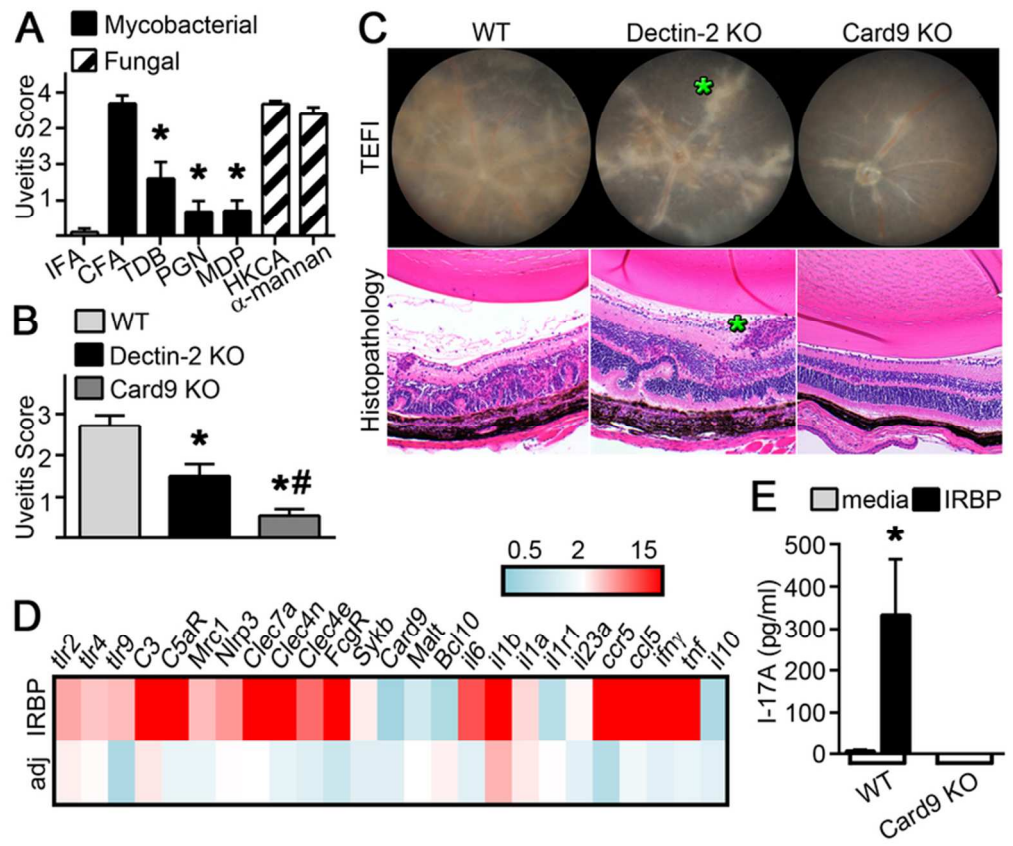 A
Mycobacterial
Fungal
Uveitis Score
4
2
3
1
IFA
CFA
TDB
PGN
MDP
HKCA
α-mannan
* * *
B
WT
Dectin-2 KO
Card9 KO
Uveitis Score
3
2
1
*
*#
C
WT Dectin-2 KO Card9 KO
TEFI
*
Histopathology
*
D
0.5 2 15
tlr2
tlr4
tlr9
C3
C5aR
Mrc1
Nlrp3
Clec7a
Clec4n
Clec4e
FcgR
Sykb
Card9
Malt
Bcl10
il6
il1b
il1a
il1r1
il23a
ccr5
ccl5
ifnγ
tnf
il10
IRBP
adj
E
media IRBP
I-17A (pg/ml)
500
400
300
200
100
0
*
WT
Card9 KO